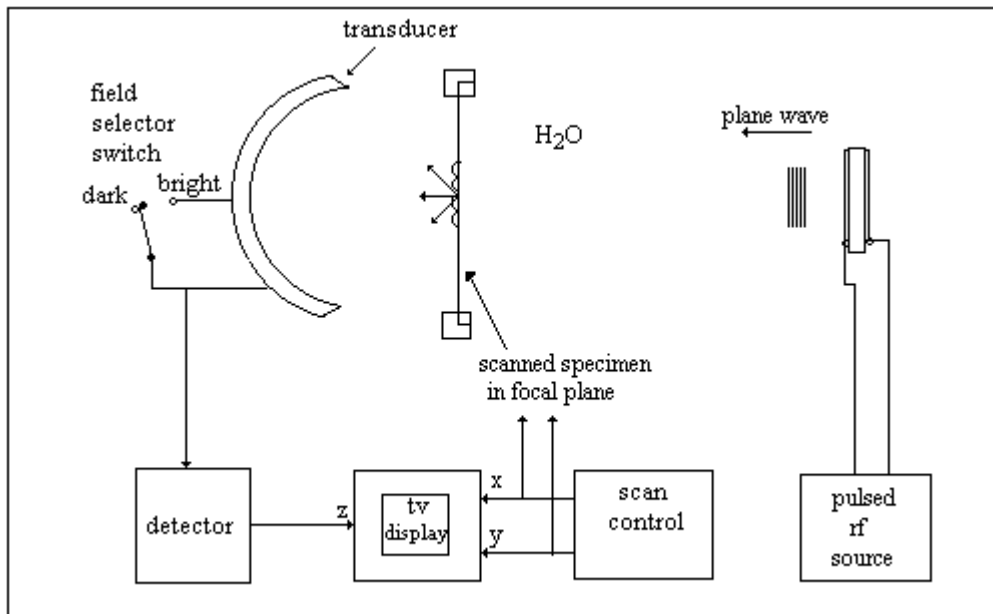 transducer
field
selector
switch
dark
bright
H₂O
plane wave
scanned specimen
in focal plane
detector
z
tv
display
x
y
scan
control
pulsed
rf
source